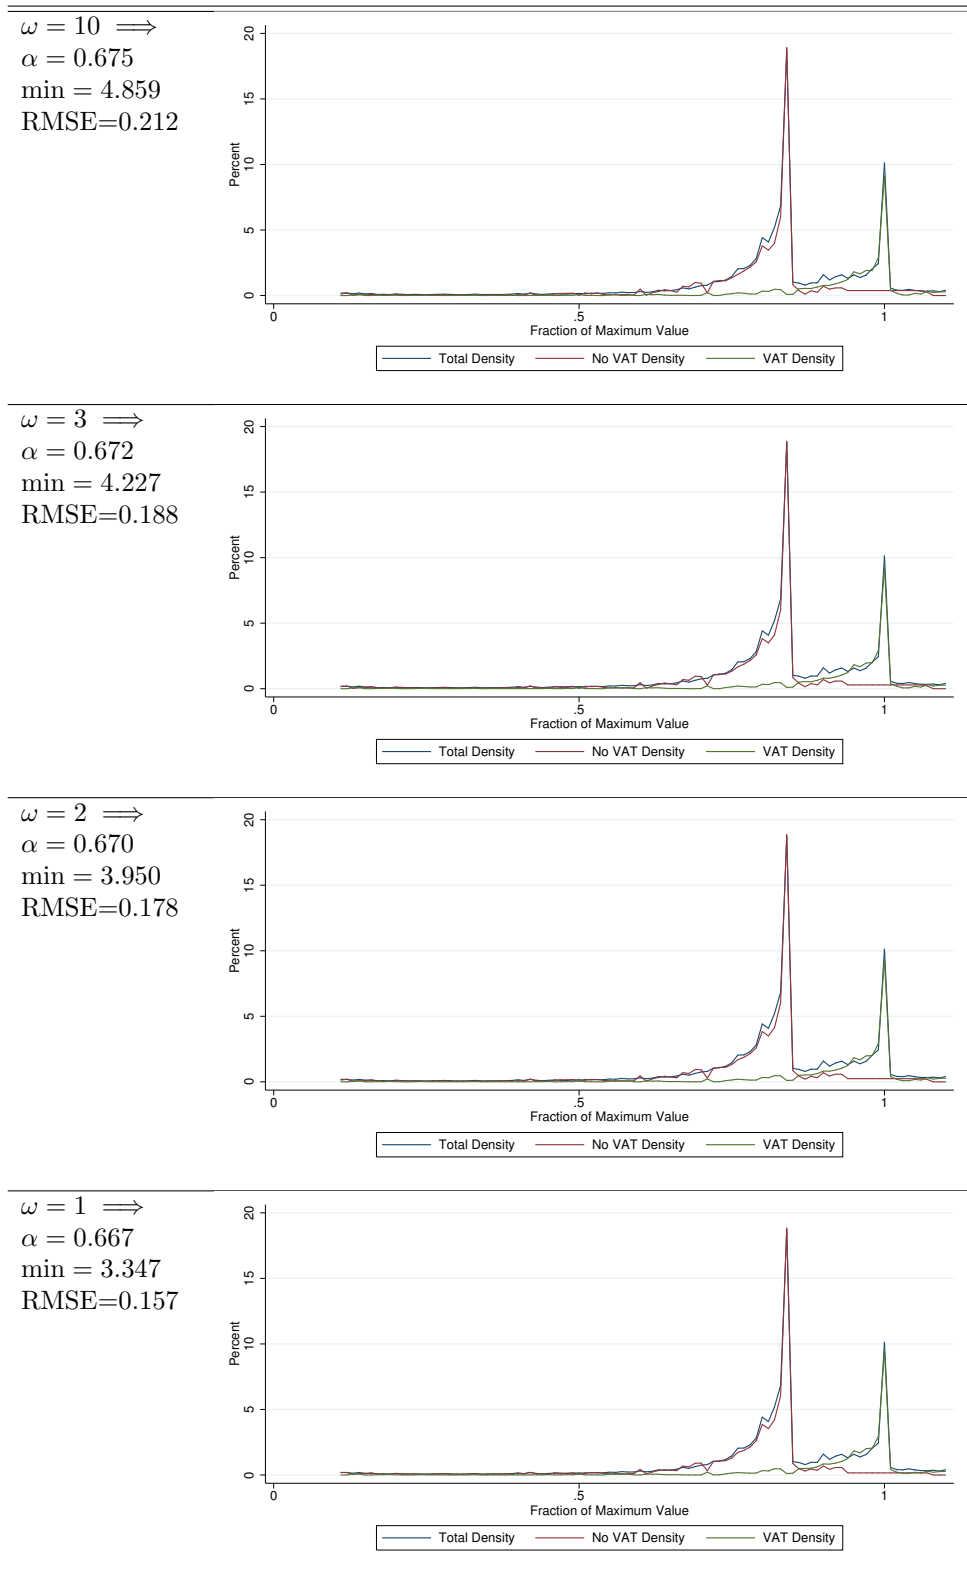 ω = 10 ⟹
α = 0.675
min = 4.859
RMSE=0.212
20
15
10
5
0
Percent
0 .5 1
Fraction of Maximum Value
Total Density No VAT Density VAT Density
ω = 3 ⟹
α = 0.672
min = 4.227
RMSE=0.188
20
15
10
5
0
Percent
0 .5 1
Fraction of Maximum Value
Total Density No VAT Density VAT Density
ω = 2 ⟹
α = 0.670
min = 3.950
RMSE=0.178
20
15
10
5
0
Percent
0 .5 1
Fraction of Maximum Value
Total Density No VAT Density VAT Density
ω = 1 ⟹
α = 0.667
min = 3.347
RMSE=0.157
20
15
10
5
0
Percent
0 .5 1
Fraction of Maximum Value
Total Density No VAT Density VAT Density